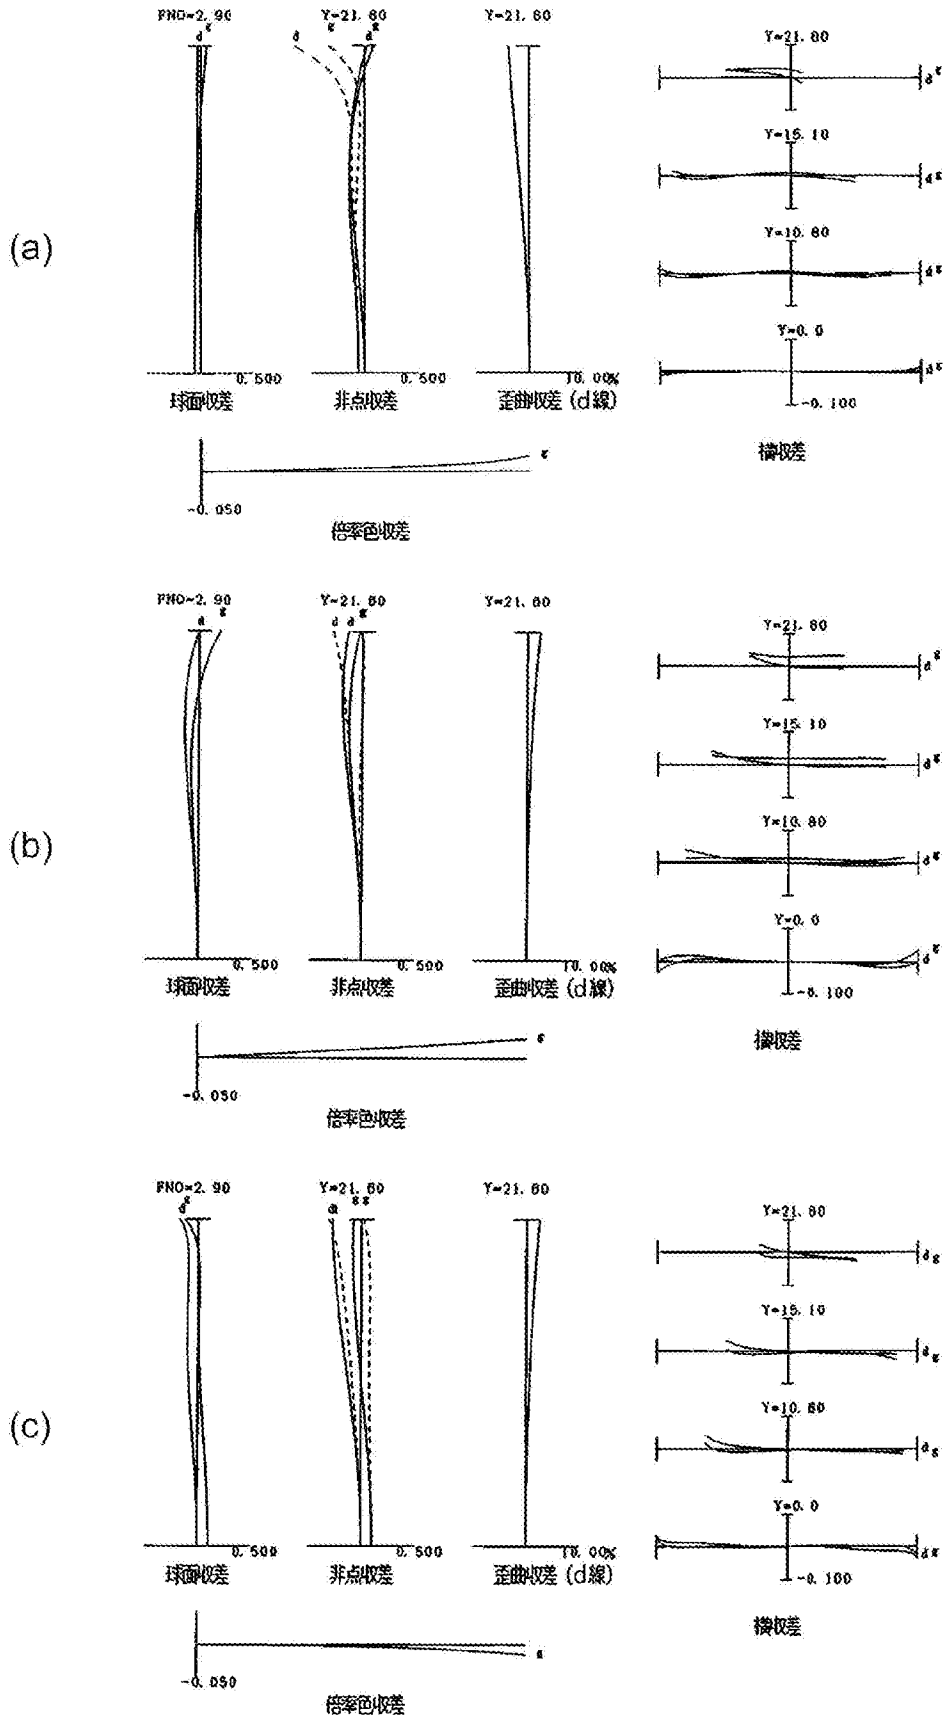 (a)
FNO=2.90
Y=21.60
Y=21.60
d g
d g d g
0.500
0.500
10.00%
球面収差
非点収差
歪曲収差(d線)
g
-0.050
倍率色収差
Y=21.60
d g
Y=15.10
d g
Y=10.80
d g
Y=0.0
d g
-0.100
横収差
(b)
FNO=2.90
Y=21.60
Y=21.60
d g
d d g
0.500
0.500
10.00%
球面収差
非点収差
歪曲収差(d線)
g
-0.050
倍率色収差
Y=21.60
d g
Y=15.10
d g
Y=10.80
d g
Y=0.0
d g
-0.100
横収差
(c)
FNO=2.90
Y=21.60
Y=21.60
d g
g g
0.500
0.500
10.00%
球面収差
非点収差
歪曲収差(d線)
g
-0.050
倍率色収差
Y=21.60
d g
Y=15.10
d g
Y=10.80
d g
Y=0.0
d g
-0.100
横収差